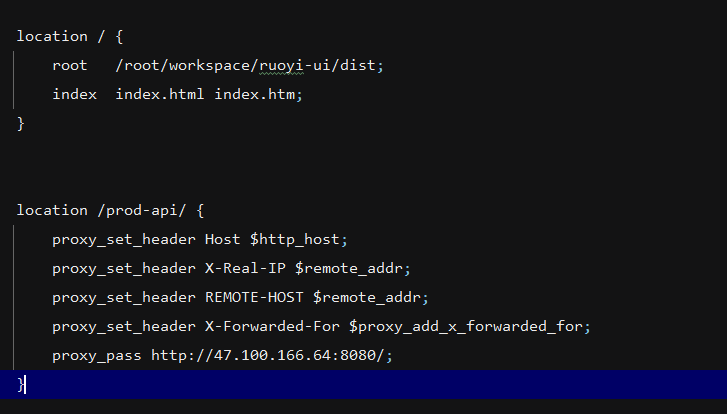 location / {
    root   /root/workspace/ruoyi-ui/dist;
    index  index.html index.htm;
}
location /prod-api/ {
    proxy_set_header Host $http_host;
    proxy_set_header X-Real-IP $remote_addr;
    proxy_set_header REMOTE-HOST $remote_addr;
    proxy_set_header X-Forwarded-For $proxy_add_x_forwarded_for;
    proxy_pass http://47.100.166.64:8080/;
}